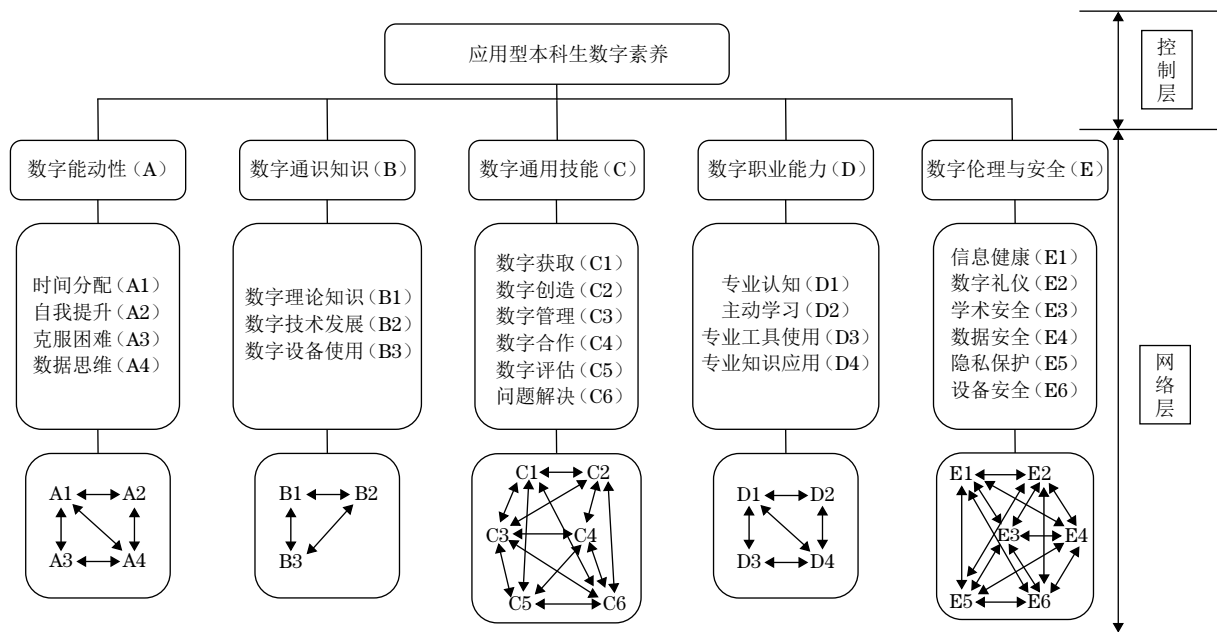 应用型本科生数字素养
控制层
数字能动性（A）
数字通识知识（B）
数字通用技能（C）
数字职业能力（D）
数字伦理与安全（E）
时间分配（A1）
自我提升（A2）
克服困难（A3）
数据思维（A4）
数字理论知识（B1）
数字技术发展（B2）
数字设备使用（B3）
数字获取（C1）
数字创造（C2）
数字管理（C3）
数字合作（C4）
数字评估（C5）
问题解决（C6）
专业认知（D1）
主动学习（D2）
专业工具使用（D3）
专业知识应用（D4）
信息健康（E1）
数字礼仪（E2）
学术安全（E3）
数据安全（E4）
隐私保护（E5）
设备安全（E6）
网络层
A1 A2
A3 A4
B1 B2
B3
C1 C2
C3 C4
C5 C6
D1 D2
D3 D4
E1 E2
E3 E4
E5 E6